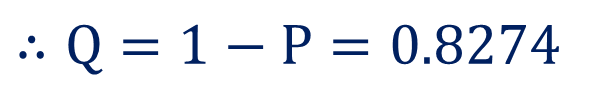 ∴ Q = 1 − P = 0.8274